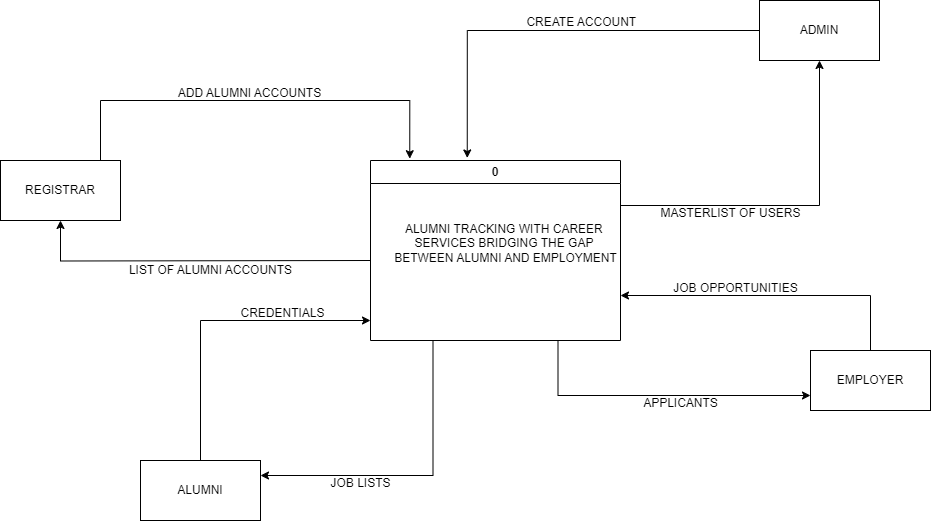 CREATE ACCOUNT
ADMIN
ADD ALUMNI ACCOUNTS
0
REGISTRAR
MASTERLIST OF USERS
ALUMNI TRACKING WITH CAREER
SERVICES BRIDGING THE GAP
BETWEEN ALUMNI AND EMPLOYMENT
LIST OF ALUMNI ACCOUNTS
JOB OPPORTUNITIES
CREDENTIALS
EMPLOYER
APPLICANTS
JOB LISTS
ALUMNI